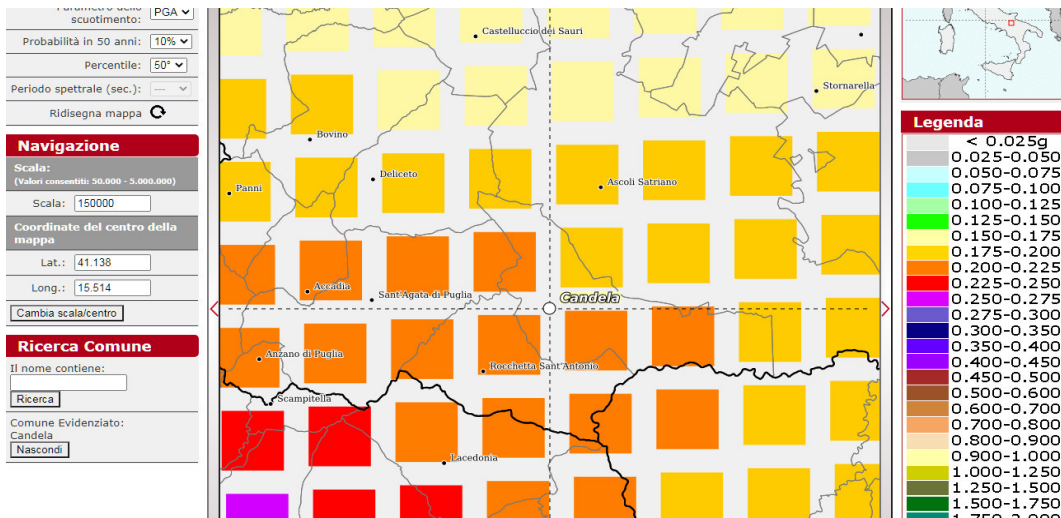 scuotimento:
PGA
Probabilità in 50 anni:
10%
Percentile:
50°
Periodo spettrale (sec.):
---
Ridisegna mappa
Navigazione
Scala:
(Valori consentiti: 50.000 - 5.000.000)
Scala:
150000
Coordinate del centro della
mappa
Lat.:
41.138
Long.:
15.514
Cambia scala/centro
Ricerca Comune
Il nome contiene:
Ricerca
Comune Evidenziato:
Candela
Nascondi
Castelluccio dei Sauri
Stornarella
Bovino
Deliceto
Panni
Ascoli Satriano
Accadia
Sant'Agata di Puglia
Candela
Anzano di Puglia
Rocchetta Sant'Antonio
Scampitella
Lacedonia
Legenda
< 0.025g
0.025-0.050
0.050-0.075
0.075-0.100
0.100-0.125
0.125-0.150
0.150-0.175
0.175-0.200
0.200-0.225
0.225-0.250
0.250-0.275
0.275-0.300
0.300-0.350
0.350-0.400
0.400-0.450
0.450-0.500
0.500-0.600
0.600-0.700
0.700-0.800
0.800-0.900
0.900-1.000
1.000-1.250
1.250-1.500
1.500-1.750